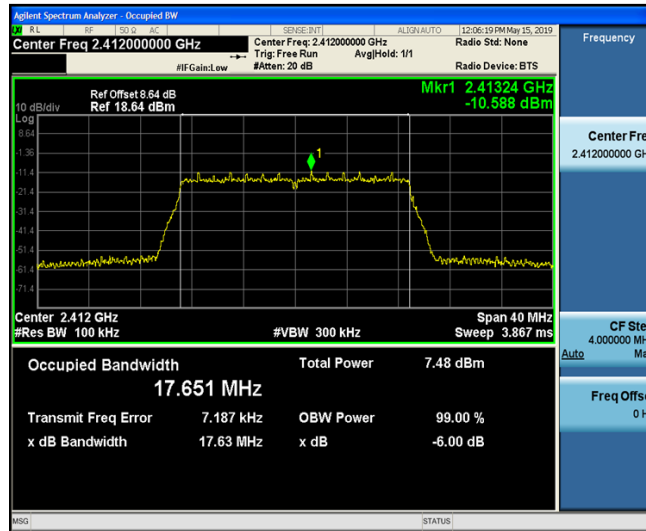 Agilent Spectrum Analyzer - Occupied BW
RL RF 50 Ω AC SENSE:INT ALIGN AUTO 12:06:19 PM May 15, 2019
Center Freq 2.412000000 GHz Center Freq: 2.412000000 GHz Radio Std: None
Trig: Free Run Avg|Hold: 1/1
#IFGain:Low #Atten: 20 dB Radio Device: BTS
Frequency
Mkr1 2.41324 GHz
-10.588 dBm
Ref Offset 8.64 dB
10 dB/div Ref 18.64 dBm
Log
8.64
-1.36
-11.4
-21.4
-31.4
-41.4
-51.4
-61.4
-71.4
1
Center 2.412 GHz Span 40 MHz
#Res BW 100 kHz #VBW 300 kHz Sweep 3.867 ms
Occupied Bandwidth Total Power 7.48 dBm
17.651 MHz
Transmit Freq Error 7.187 kHz OBW Power 99.00 %
x dB Bandwidth 17.63 MHz x dB -6.00 dB
Center Fre
2.412000000 GH
CF Ste
4.000000 MH
Auto Ma
Freq Offse
0 H
MSG STATUS